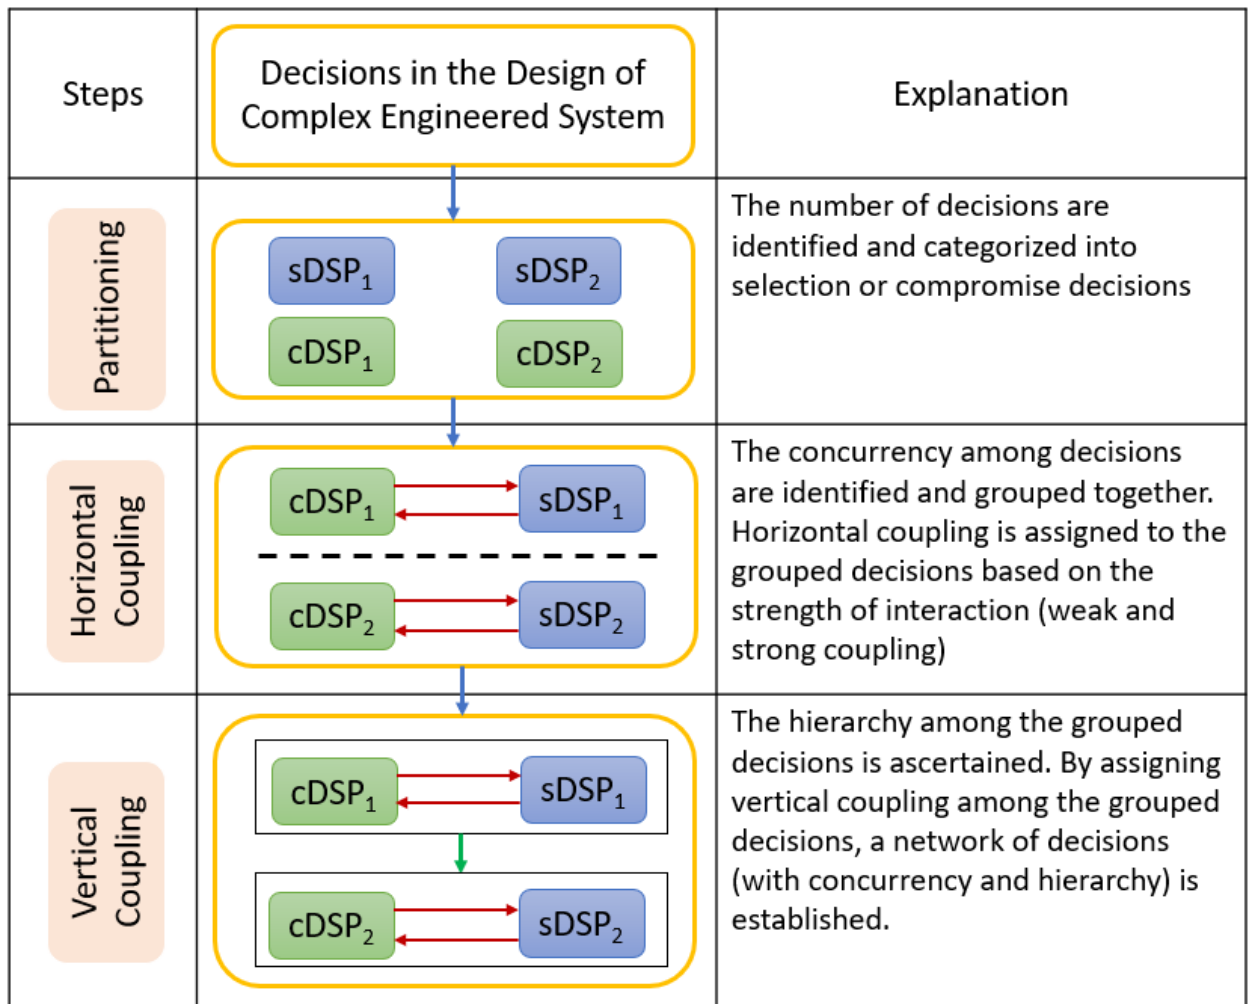 Steps
Decisions in the Design of
Complex Engineered System
Explanation
Partitioning
sDSP1
sDSP2
cDSP1
cDSP2
The number of decisions are
identified and categorized into
selection or compromise decisions
Horizontal
Coupling
cDSP1
sDSP1
cDSP2
sDSP2
The concurrency among decisions
are identified and grouped together.
Horizontal coupling is assigned to the
grouped decisions based on the
strength of interaction (weak and
strong coupling)
Vertical
Coupling
cDSP1
sDSP1
cDSP2
sDSP2
The hierarchy among the grouped
decisions is ascertained. By assigning
vertical coupling among the grouped
decisions, a network of decisions
(with concurrency and hierarchy) is
established.